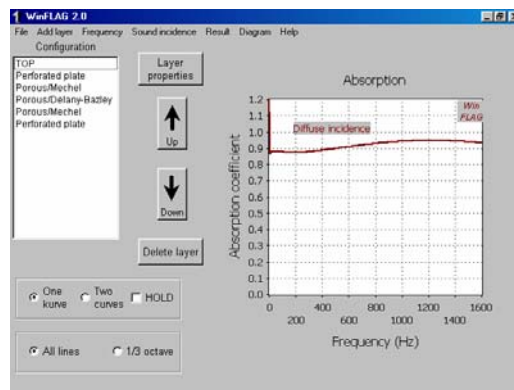 WinFLAG 2.0
File Add layer Frequency Sound incidence Result Diagram Help
Configuration
TOP
Perforated plate
Porous/Mechel
Porous/Delany-Bazley
Porous/Mechel
Perforated plate
Layer
properties
Up
Down
Delete layer
One
kurve
Two
curves
HOLD
All lines
1/3 octave
Absorption
Win
FLAG
Diffuse incidence
Absorption coefficient
1.2
1.1
1.0
0.9
0.8
0.7
0.6
0.5
0.4
0.3
0.2
0.1
0.0
0 400 800 1200 1600
200 600 1000 1400
Frequency (Hz)